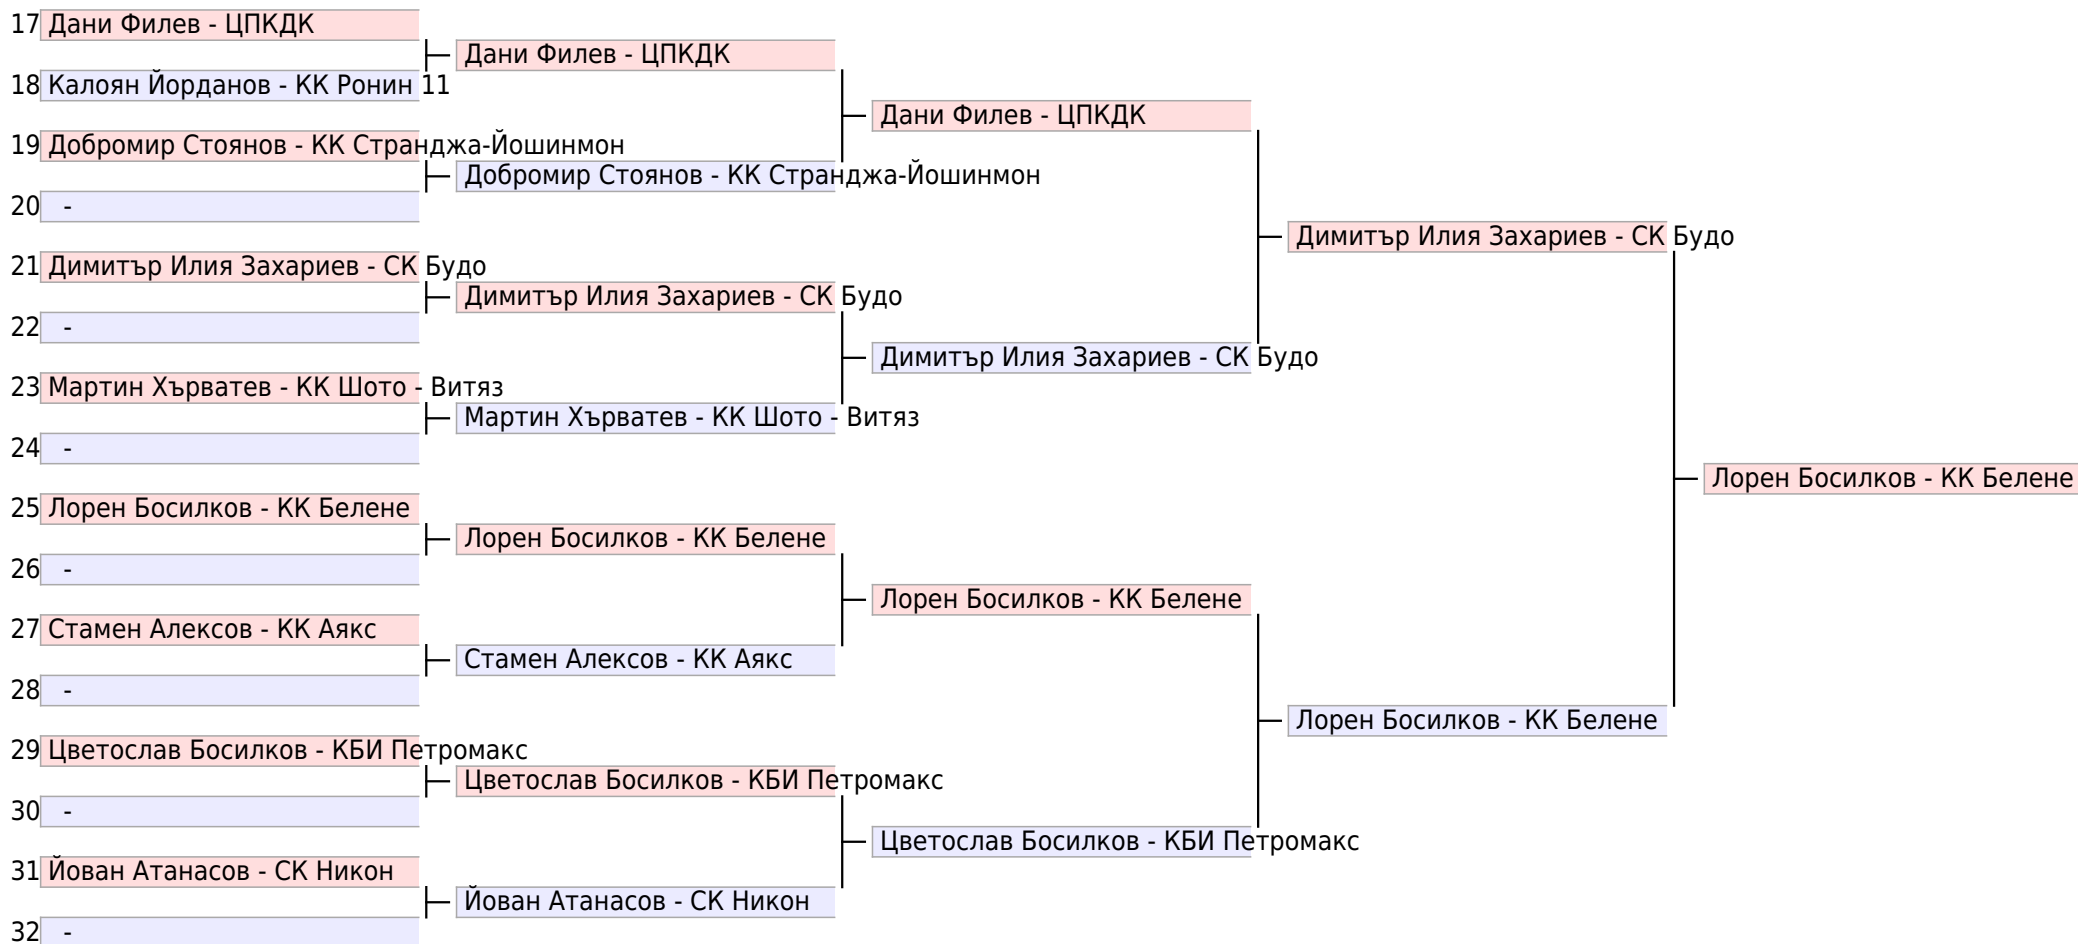 17 Дани Филев - ЦПКДК
Дани Филев - ЦПКДК
18 Калоян Йорданов - КК Ронин 11
Дани Филев - ЦПКДК
19 Добромир Стоянов - КК Странджа-Йошинмон
Добромир Стоянов - КК Странджа-Йошинмон
20 -
Димитър Илия Захариев - СК Будо
21 Димитър Илия Захариев - СК Будо
Димитър Илия Захариев - СК Будо
22 -
Димитър Илия Захариев - СК Будо
23 Мартин Хърватев - КК Шото - Витяз
Мартин Хърватев - КК Шото - Витяз
24 -
Лорен Босилков - КК Белене
25 Лорен Босилков - КК Белене
Лорен Босилков - КК Белене
26 -
Лорен Босилков - КК Белене
27 Стамен Алексов - КК Аякс
Стамен Алексов - КК Аякс
28 -
Лорен Босилков - КК Белене
29 Цветослав Босилков - КБИ Петромакс
Цветослав Босилков - КБИ Петромакс
30 -
Цветослав Босилков - КБИ Петромакс
31 Йован Атанасов - СК Никон
Йован Атанасов - СК Никон
32 -